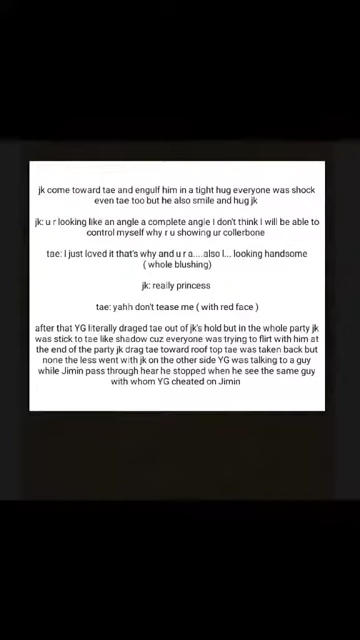 jk come toward tae and engulf him in a tight hug everyone was shock
even tae too but he also smile and hug jk
jk: u r looking like an angle a complete angle I don't think I will be able to
control myself why r u showing ur collerbone
tae: I just loved it that's why and u r a....also l... looking handsome
( whole blushing)
jk: really princess
tae: yahh don't tease me ( with red face )
after that YG literally draged tae out of jk's hold but in the whole party jk
was stick to tae like shadow cuz everyone was trying to flirt with him at
the end of the party jk drag tae toward roof top tae was taken back but
none the less went with jk on the other side YG was talking to a guy
while Jimin pass through hear he stopped when he see the same guy
with whom YG cheated on Jimin